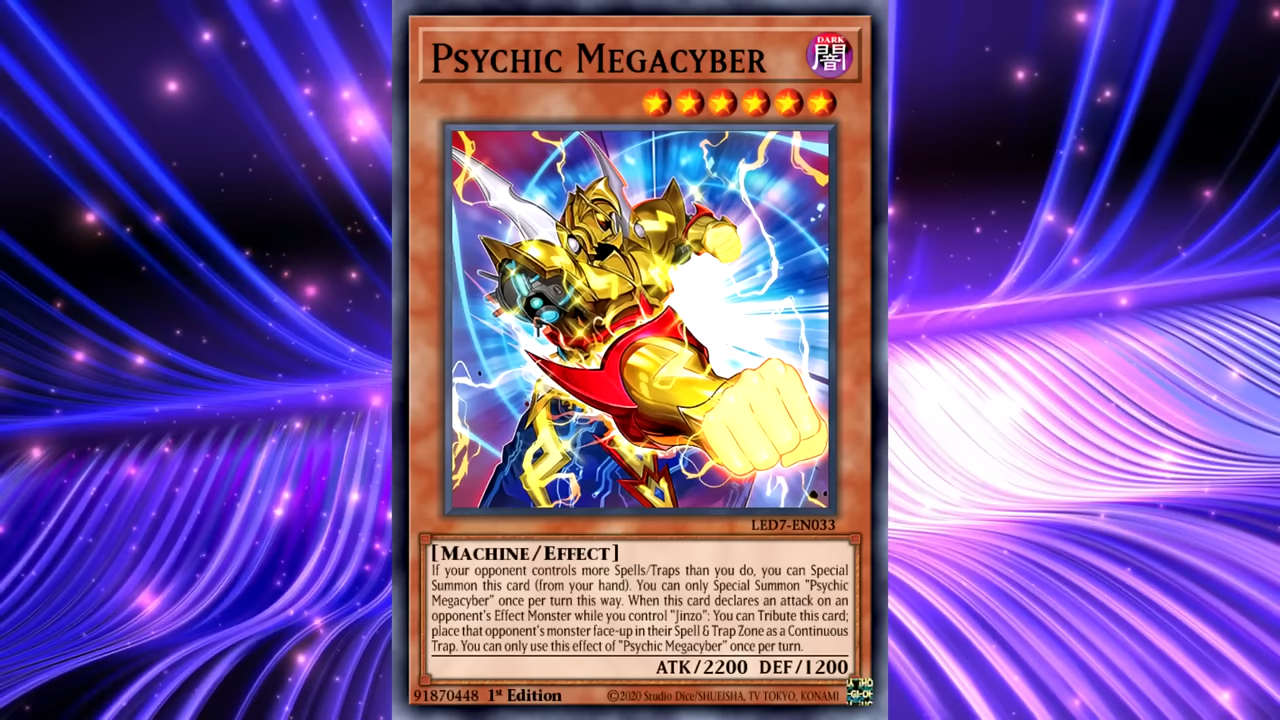 PSYCHIC MEGACYBER
DARK
闇
LED7-EN033
[MACHINE/EFFECT]
If your opponent controls more Spells/Traps than you do, you can Special
Summon this card (from your hand). You can only Special Summon "Psychic
Megacyber" once per turn this way. When this card declares an attack on an
opponent's Effect Monster while you control "Jinzo": You can Tribute this card;
place that opponent's monster face-up in their Spell & Trap Zone as a Continuous
Trap. You can only use this effect of "Psychic Megacyber" once per turn.
ATK/2200 DEF/1200
91870448 1st Edition ©2020 Studio Dice/SHUEISHA, TV TOKYO, KONAMI